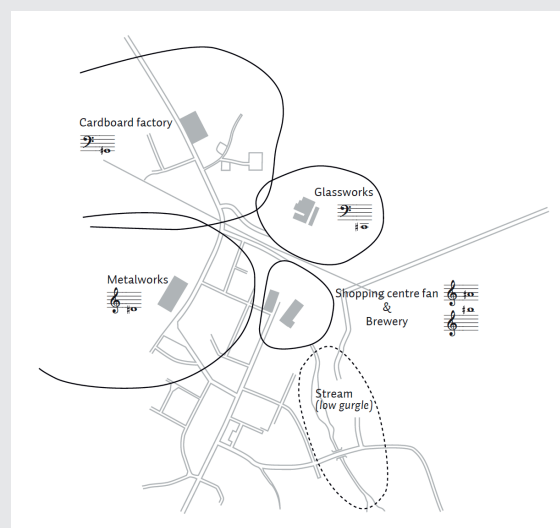 Cardboard factory
Glassworks
Metalworks
Shopping centre fan
&
Brewery
Stream
(low gurgle)